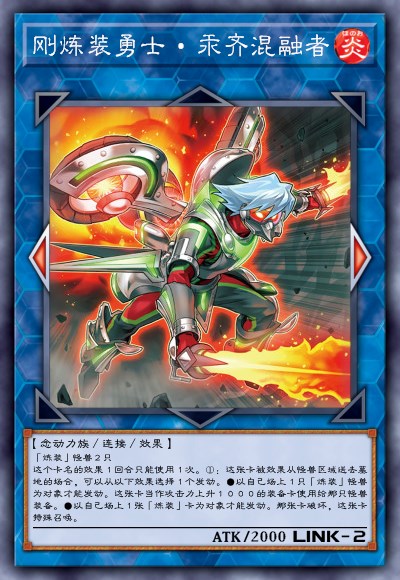 刚炼装勇士・汞齐混融者
ほのお
炎
【念动力族/连接/效果】
「炼装」怪兽2只
这个卡名的效果1回合只能使用1次。①:这张卡被效果从怪兽区域送去墓
地的场合,可以从以下效果选择1个发动。●以自己场上1只「炼装」怪兽
为对象才能发动。这张卡当作攻击力上升1000的装备卡使用给那只怪兽
装备。●以自己场上1张「炼装」卡为对象才能发动。那张卡破坏,这张卡
特殊召唤。
ATK/2000 LINK-2